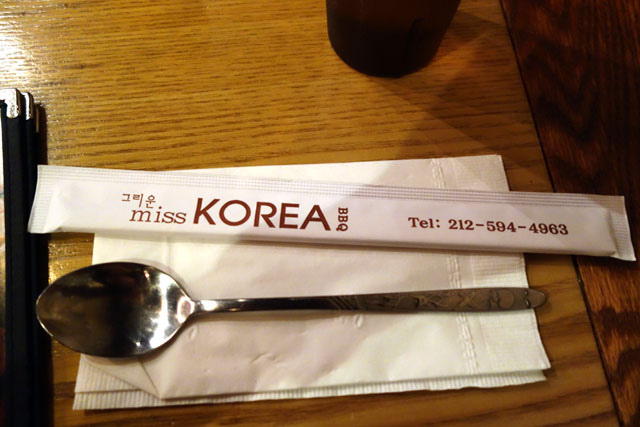 그리운
miss KOREA BBQ
Tel: 212-594-4963